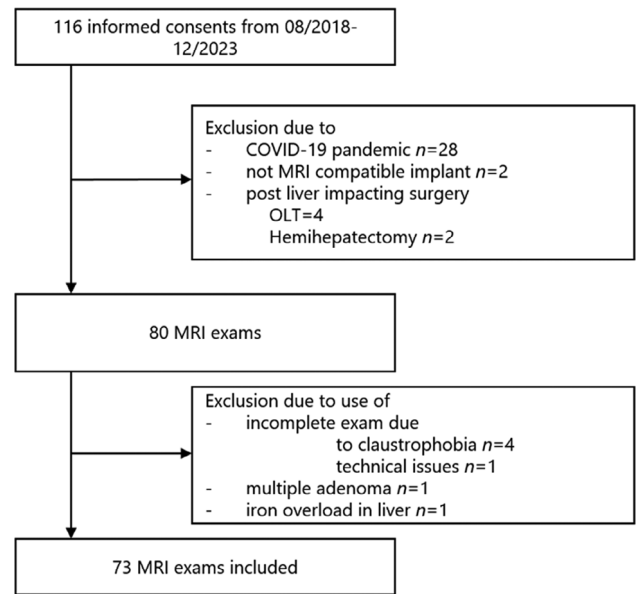 116 informed consents from 08/2018-
12/2023
Exclusion due to
- COVID-19 pandemic n=28
- not MRI compatible implant n=2
- post liver impacting surgery
OLT=4
Hemihepatectomy n=2
80 MRI exams
Exclusion due to use of
- incomplete exam due
to claustrophobia n=4
technical issues n=1
- multiple adenoma n=1
- iron overload in liver n=1
73 MRI exams included